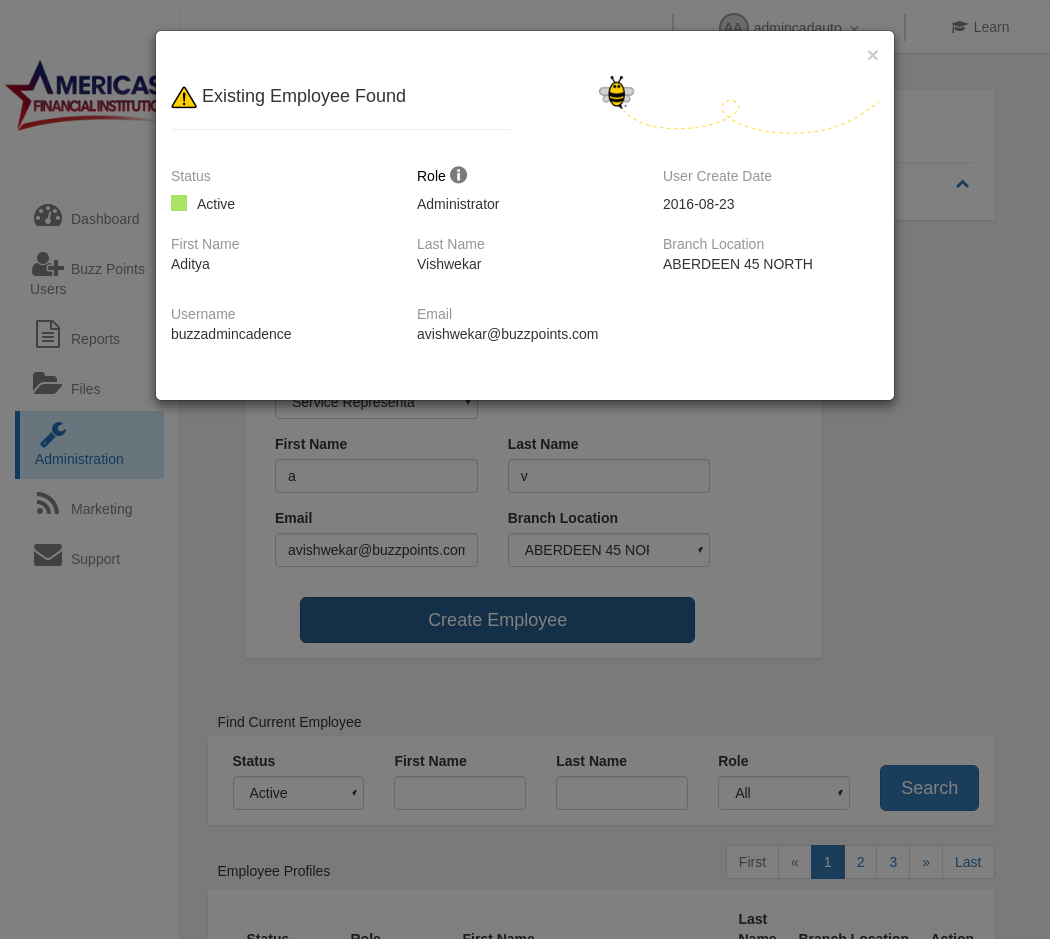 AA admincadauto
Learn
×
AMERICAS
FINANCIAL INSTITUTIO
Existing Employee Found
Status
Role
User Create Date
Active
Administrator
2016-08-23
First Name
Last Name
Branch Location
Aditya
Vishwekar
ABERDEEN 45 NORTH
Username
Email
buzzadmincadence
avishwekar@buzzpoints.com
Dashboard
Buzz Points
Users
Reports
Files
Administration
Marketing
Support
Service Representa
First Name
Last Name
a
v
Email
Branch Location
avishwekar@buzzpoints.com
ABERDEEN 45 NOR
Create Employee
Find Current Employee
Status
First Name
Last Name
Role
Active
All
Search
Employee Profiles
First « 1 2 3 » Last
Last
Status Role First Name Name Branch Location Action